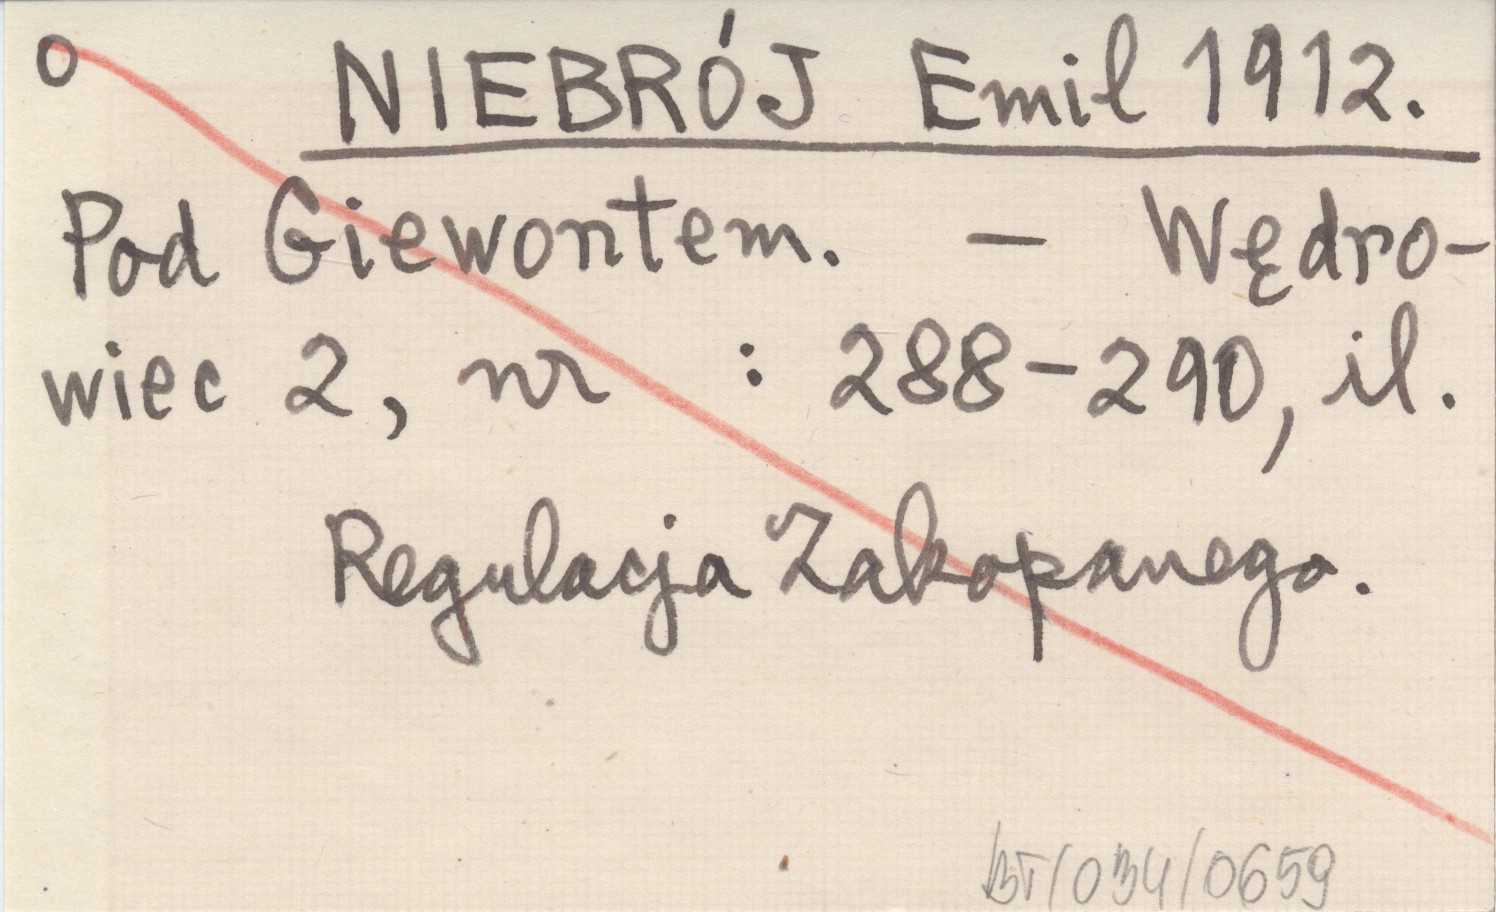 o NIEBRÓJ Emil 1912.
Pod Giewontem. – Wędro-
wiec 2, nr : 288-290, il.
Regulacja Zakopanego.
BT/034/0659